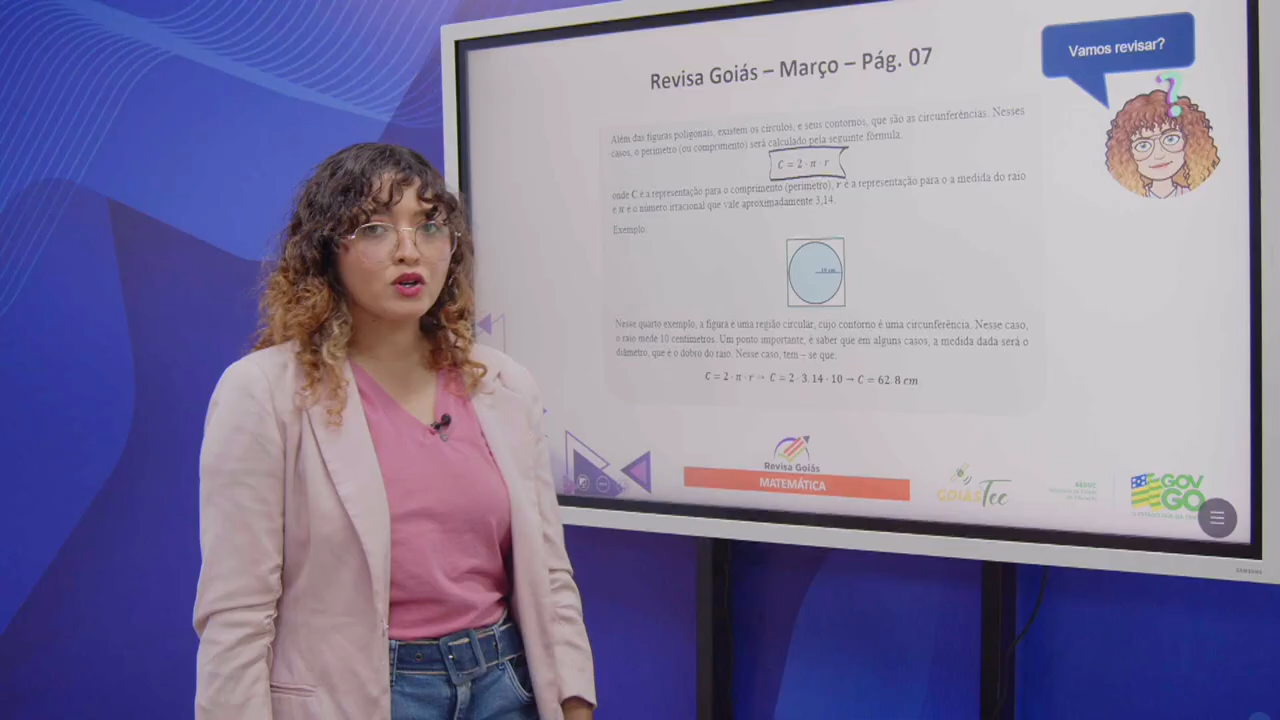 Revisa Goiás – Março – Pág. 07
Vamos revisar?
Além das figuras poligonais, existem os círculos, e seus contornos, que são as circunferências. Nesses
casos, o perímetro (ou comprimento) será calculado pela seguinte fórmula.
C = 2 · π · r
onde C é a representação para o comprimento (perímetro), r é a representação para o a medida do raio
e π é o número irracional que vale aproximadamente 3,14.
Exemplo:
10 cm
Nesse quarto exemplo, a figura é uma região circular, cujo contorno é uma circunferência. Nesse caso,
o raio mede 10 centímetros. Um ponto importante, é saber que em alguns casos, a medida dada será o
diâmetro, que é o dobro do raio. Nesse caso, tem – se que:
C = 2 · π · r → C = 2 · 3,14 · 10 → C = 62,8 cm
Revisa Goiás
MATEMÁTICA
GOIÁS Tec
GOV
GO
SAMSUNG